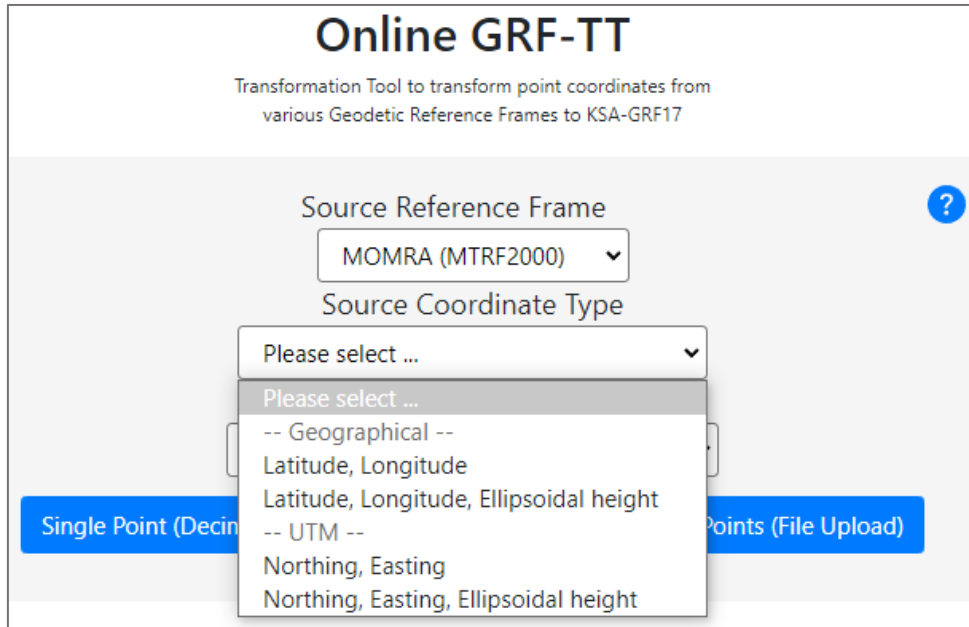 Online GRF-TT
Transformation Tool to transform point coordinates from
various Geodetic Reference Frames to KSA-GRF17
Source Reference Frame
?
MOMRA (MTRF2000)
Source Coordinate Type
Please select ...
Please select ...
-- Geographical --
Latitude, Longitude
Latitude, Longitude, Ellipsoidal height
-- UTM --
Northing, Easting
Northing, Easting, Ellipsoidal height
Single Point
Points (File Upload)